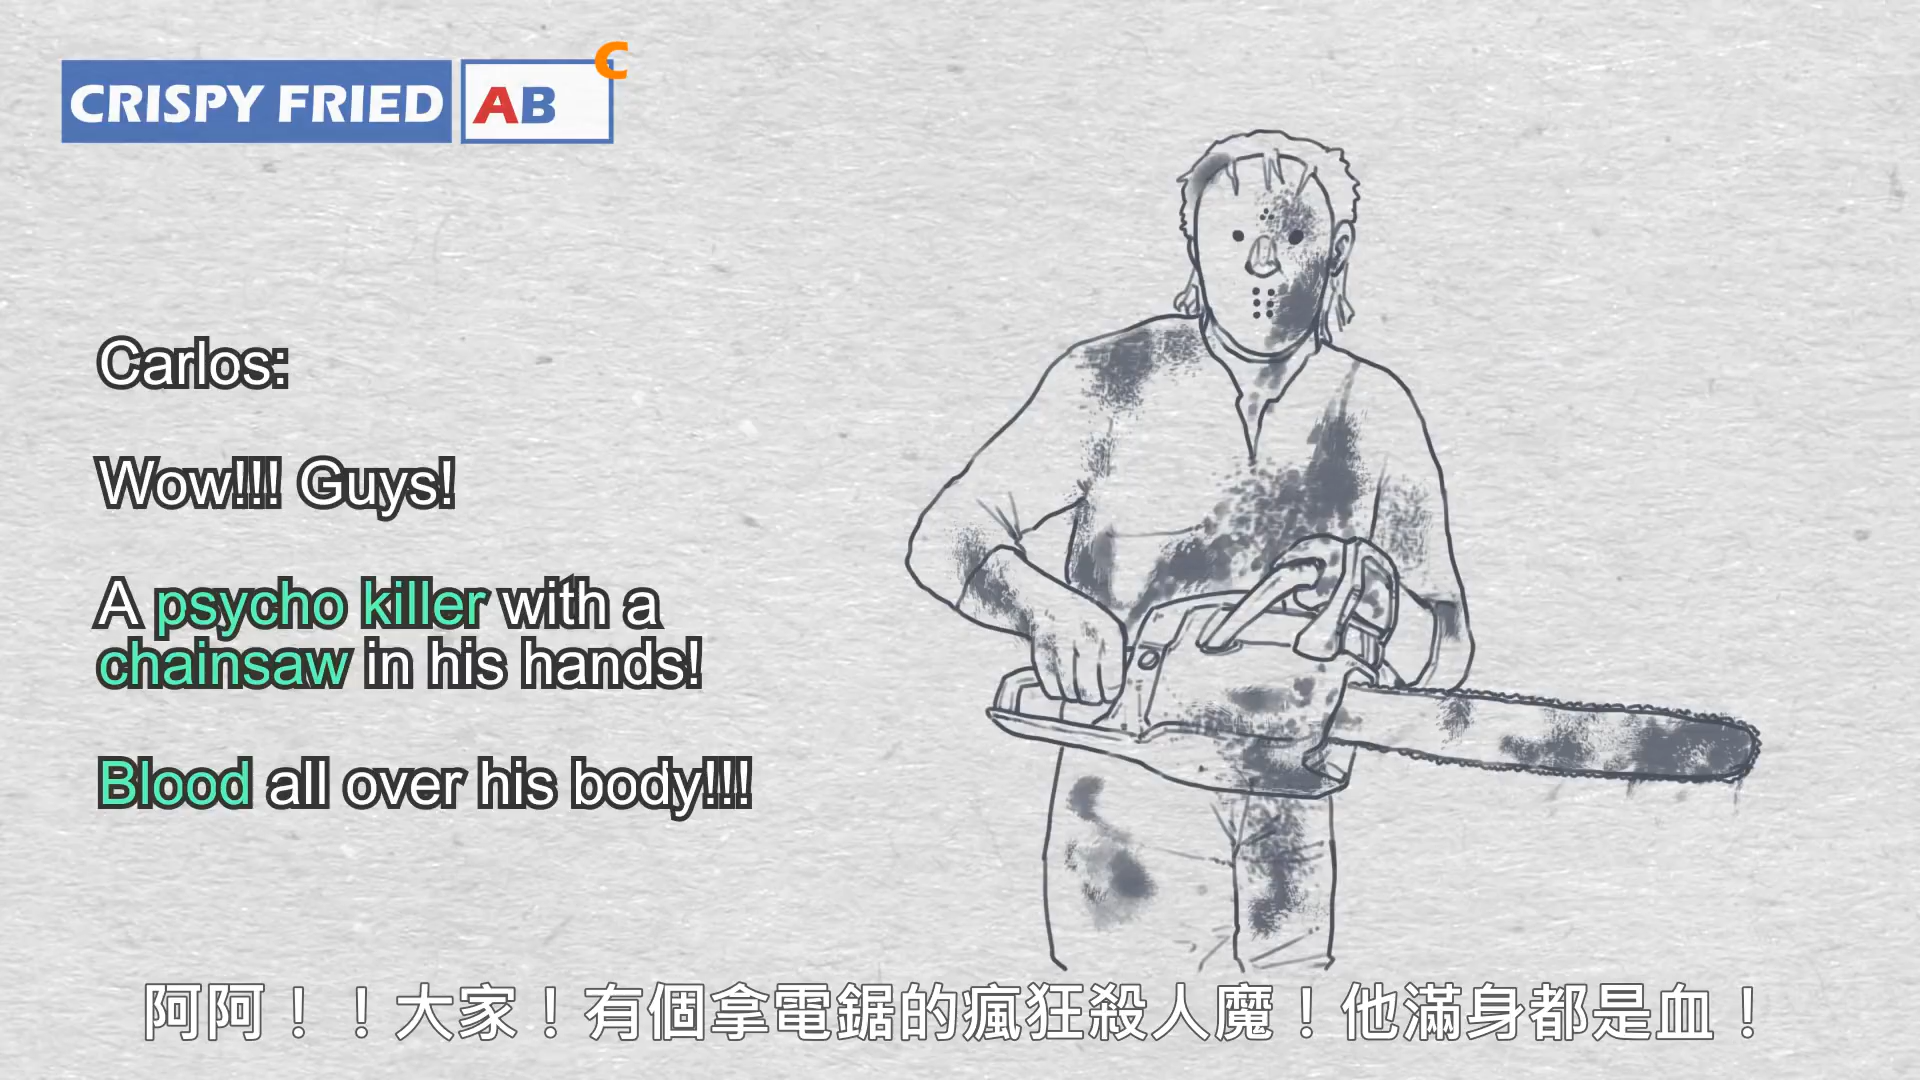 CRISPY FRIED ABC
Carlos:
Wow!!! Guys!
A psycho killer with a
chainsaw in his hands!
Blood all over his body!!!
阿阿！！大家！有個拿電鋸的瘋狂殺人魔！他滿身都是血！